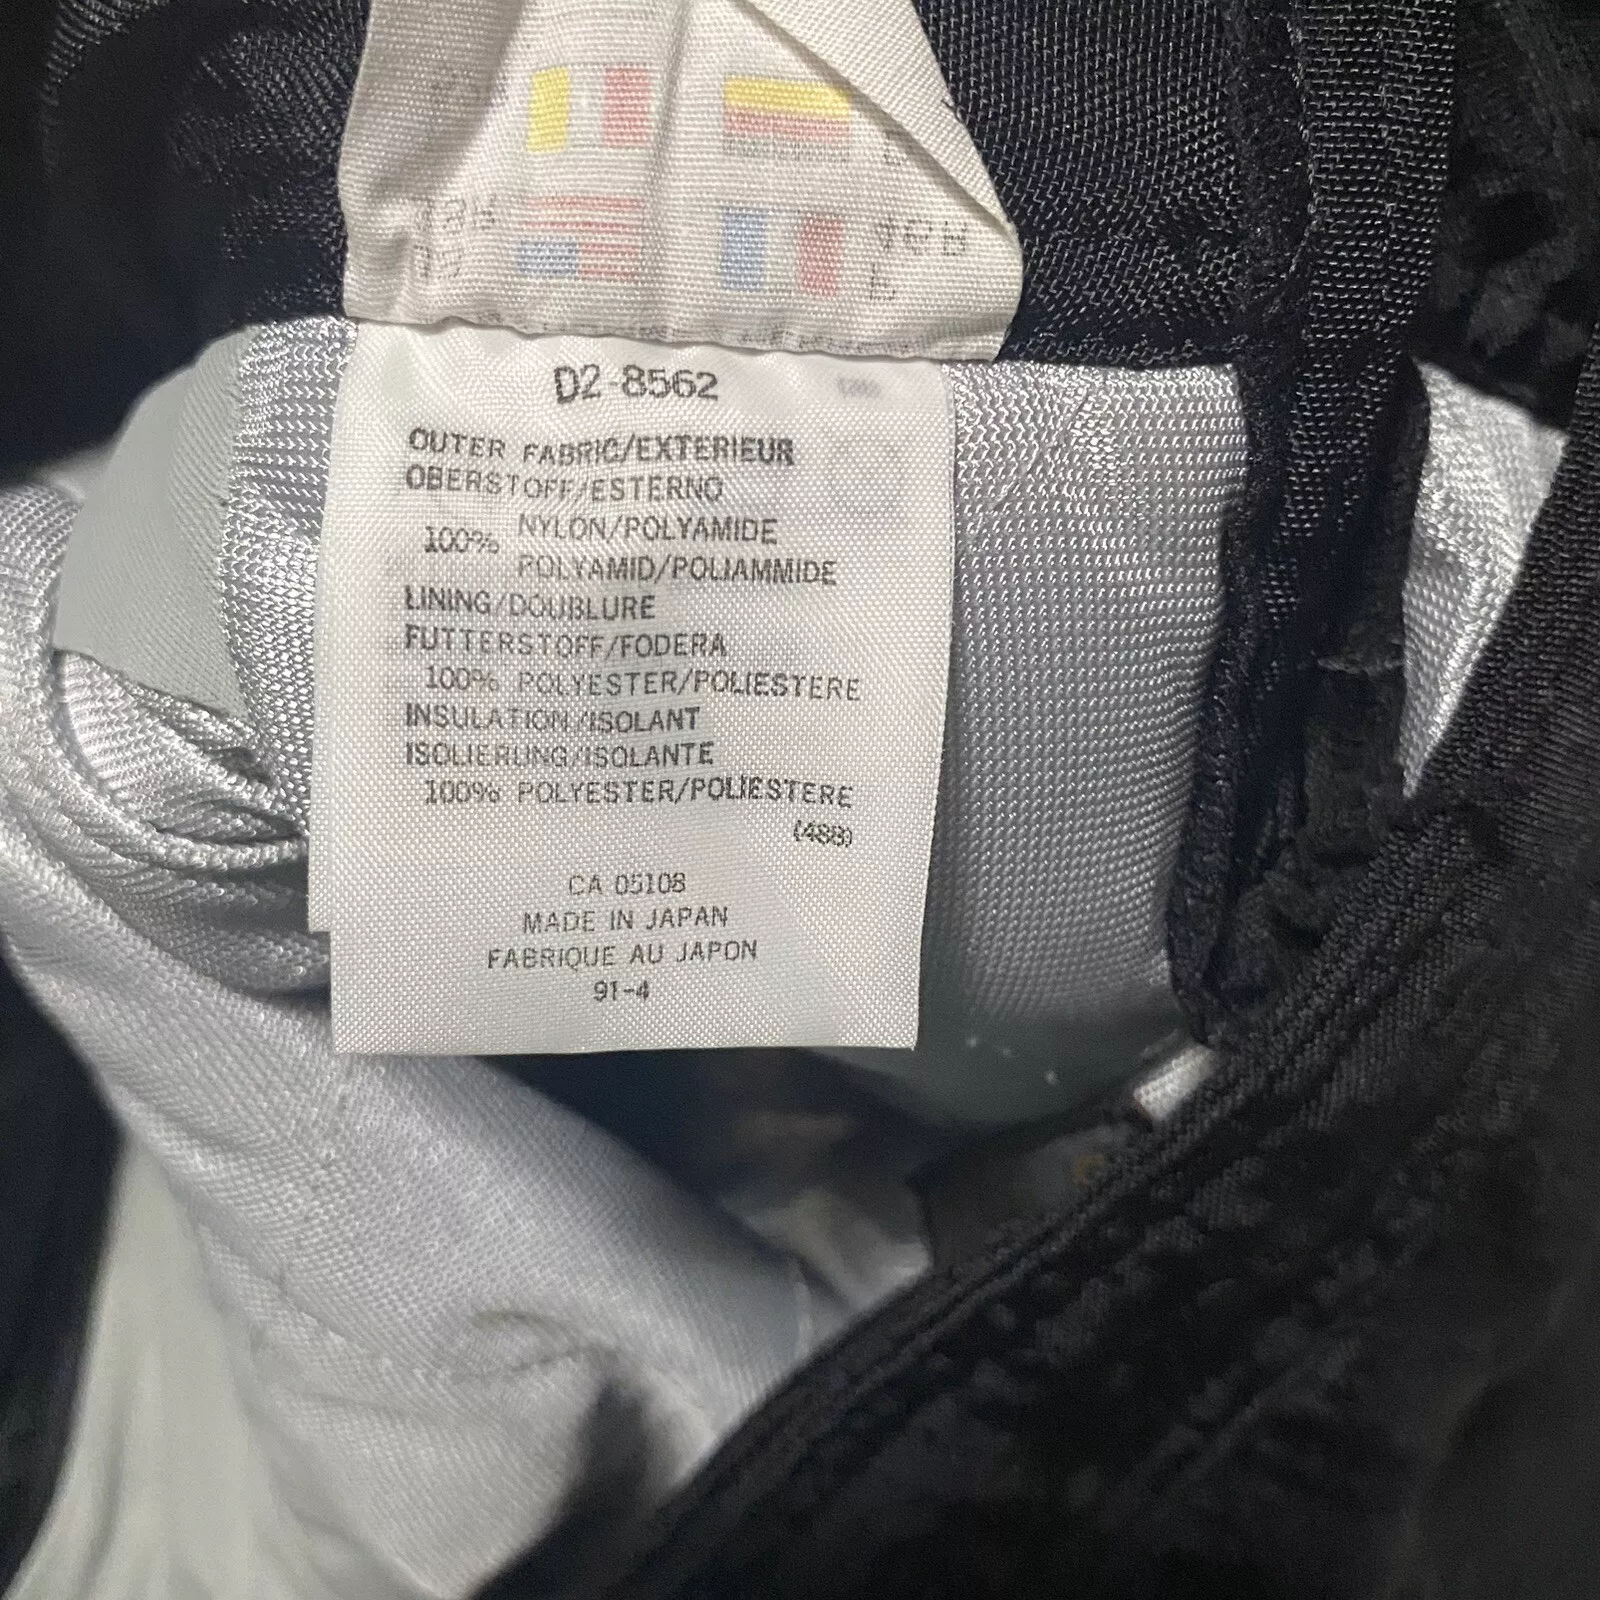 D2-8562
OUTER FABRIC/EXTERIEUR
OBERSTOFF/ESTERNO
100% NYLON/POLYAMIDE
POLYAMID/POLIAMMIDE
LINING/DOUBLURE
FUTTERSTOFF/FODERA
100% POLYESTER/POLIESTERE
INSULATION/ISOLANT
ISOLIERUNG/ISOLANTE
100% POLYESTER/POLIESTERE
(488)
CA 05108
MADE IN JAPAN
FABRIQUE AU JAPON
91-4